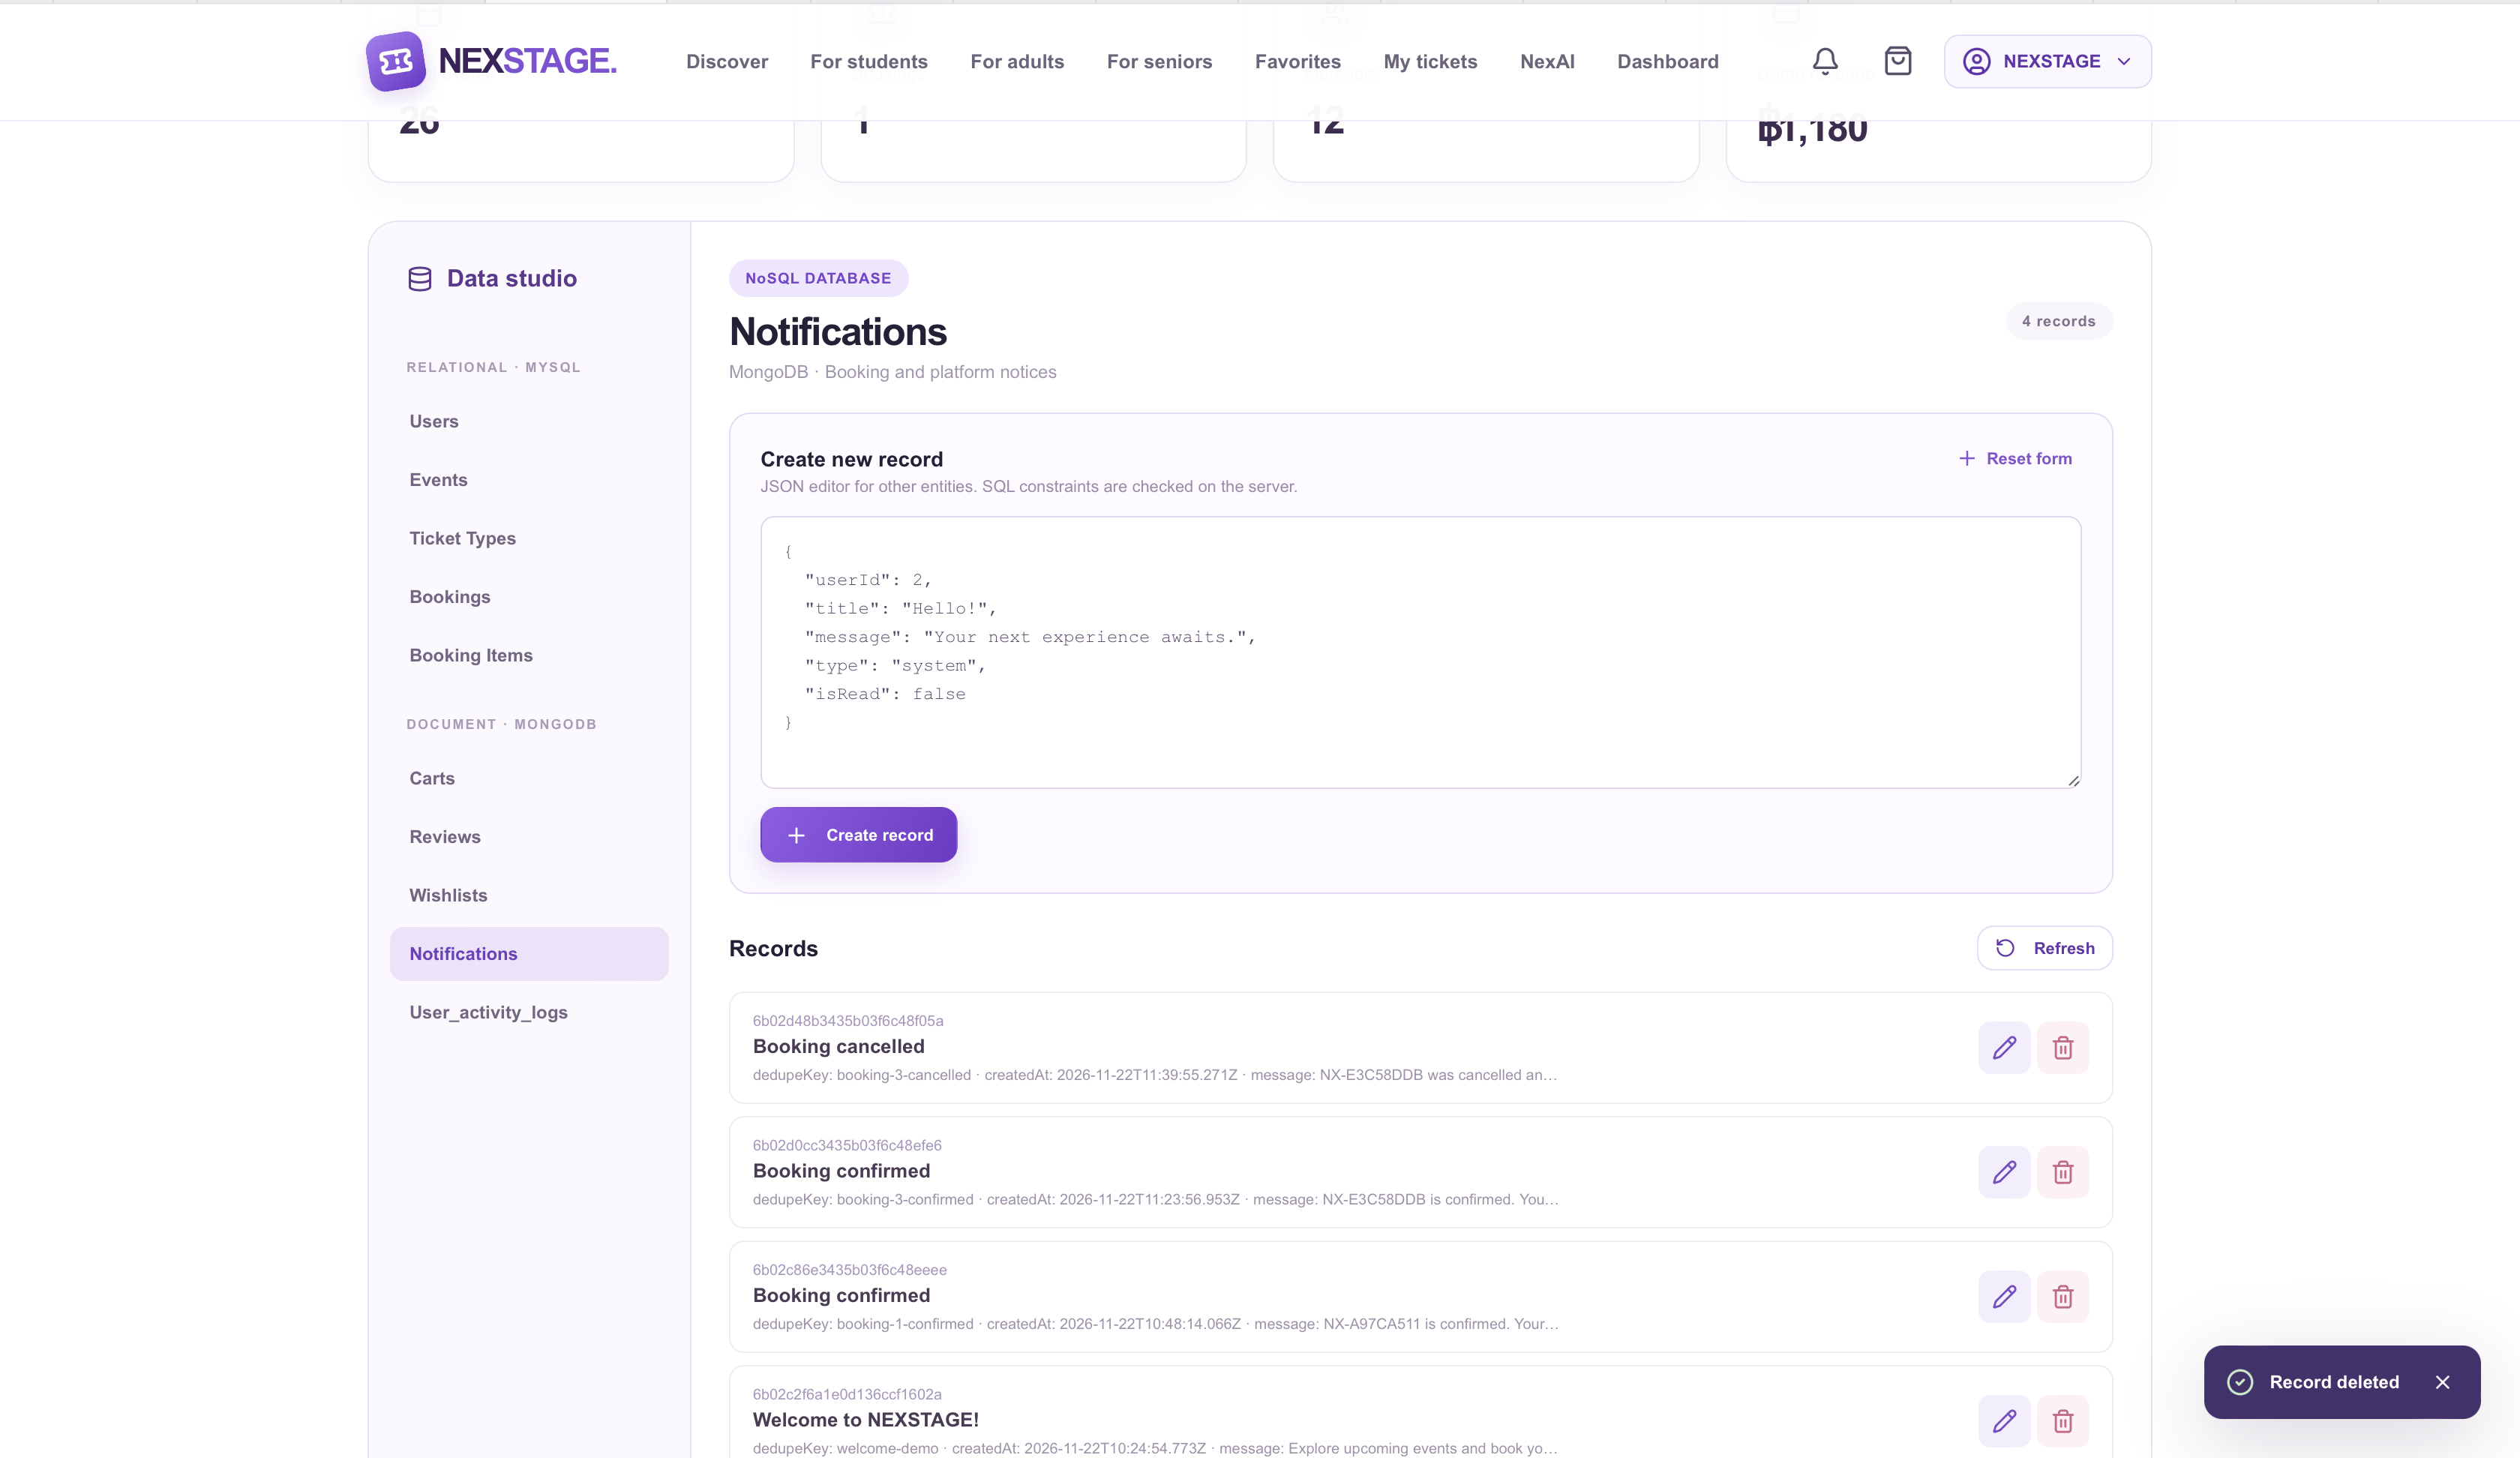 NEXSTAGE.
Discover
For students
For adults
For seniors
Favorites
My tickets
NexAI
Dashboard
NEXSTAGE
1
12
฿1,180
Data studio
RELATIONAL · MYSQL
Users
Events
Ticket Types
Bookings
Booking Items
DOCUMENT · MONGODB
Carts
Reviews
Wishlists
Notifications
User_activity_logs
NoSQL DATABASE
Notifications
MongoDB · Booking and platform notices
4 records
Create new record
Reset form
JSON editor for other entities. SQL constraints are checked on the server.
{
"userId": 2,
"title": "Hello!",
"message": "Your next experience awaits.",
"type": "system",
"isRead": false
}
Create record
Records
Refresh
6b02d48b3435b03f6c48f05a
Booking cancelled
dedupeKey: booking-3-cancelled · createdAt: 2026-11-22T11:39:55.271Z · message: NX-E3C58DDB was cancelled an…
6b02d0cc3435b03f6c48efe6
Booking confirmed
dedupeKey: booking-3-confirmed · createdAt: 2026-11-22T11:23:56.953Z · message: NX-E3C58DDB is confirmed. You…
6b02c86e3435b03f6c48eeee
Booking confirmed
dedupeKey: booking-1-confirmed · createdAt: 2026-11-22T10:48:14.066Z · message: NX-A97CA511 is confirmed. Your…
6b02c2f6a1e0d136ccf1602a
Welcome to NEXSTAGE!
dedupeKey: welcome-demo · createdAt: 2026-11-22T10:24:54.773Z · message: Explore upcoming events and book yo…
Record deleted